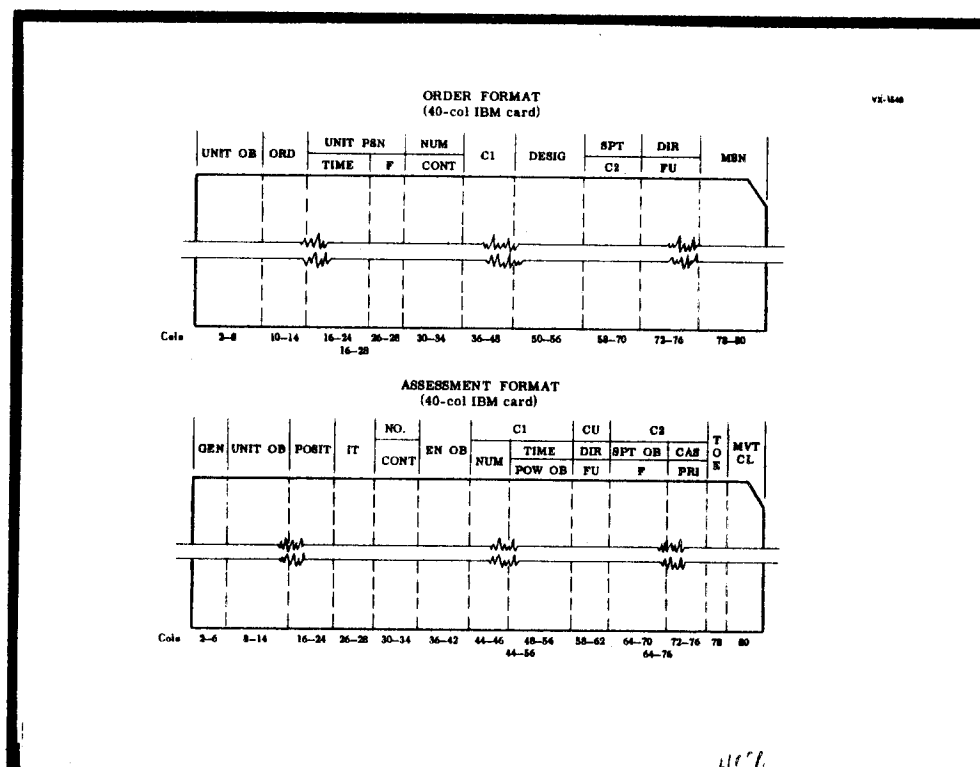 ORDER FORMAT
(40-col IBM card)
UNIT OB ORD UNIT PSN NUM C1 DESIG SPT DIR MSN
TIME F CONT C2 FU
Cols 2–8 10–14 16–24 26–28 30–34 36–48 50–56 58–70 72–76 78–80
16–28
ASSESSMENT FORMAT
(40-col IBM card)
GEN UNIT OB POSIT IT NO. EN OB C1 CU C2 TOE MVT CL
CONT NUM TIME DIR SPT OB CAS
POW OB FU F PRI
Cols 2–6 8–14 16–24 26–28 30–34 36–42 44–46 48–54 58–62 64–70 72–76 78 80
44–56 64–76